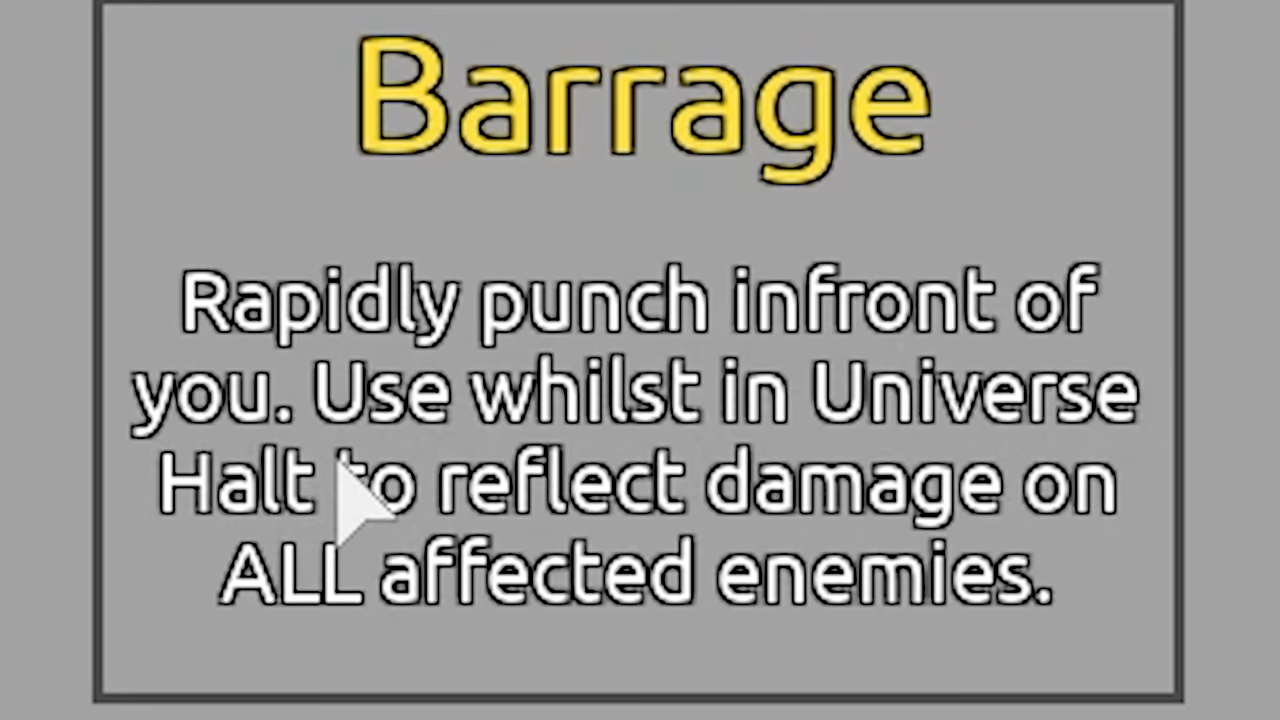 Barrage
Rapidly punch infront of
you. Use whilst in Universe
Halt to reflect damage on
ALL affected enemies.